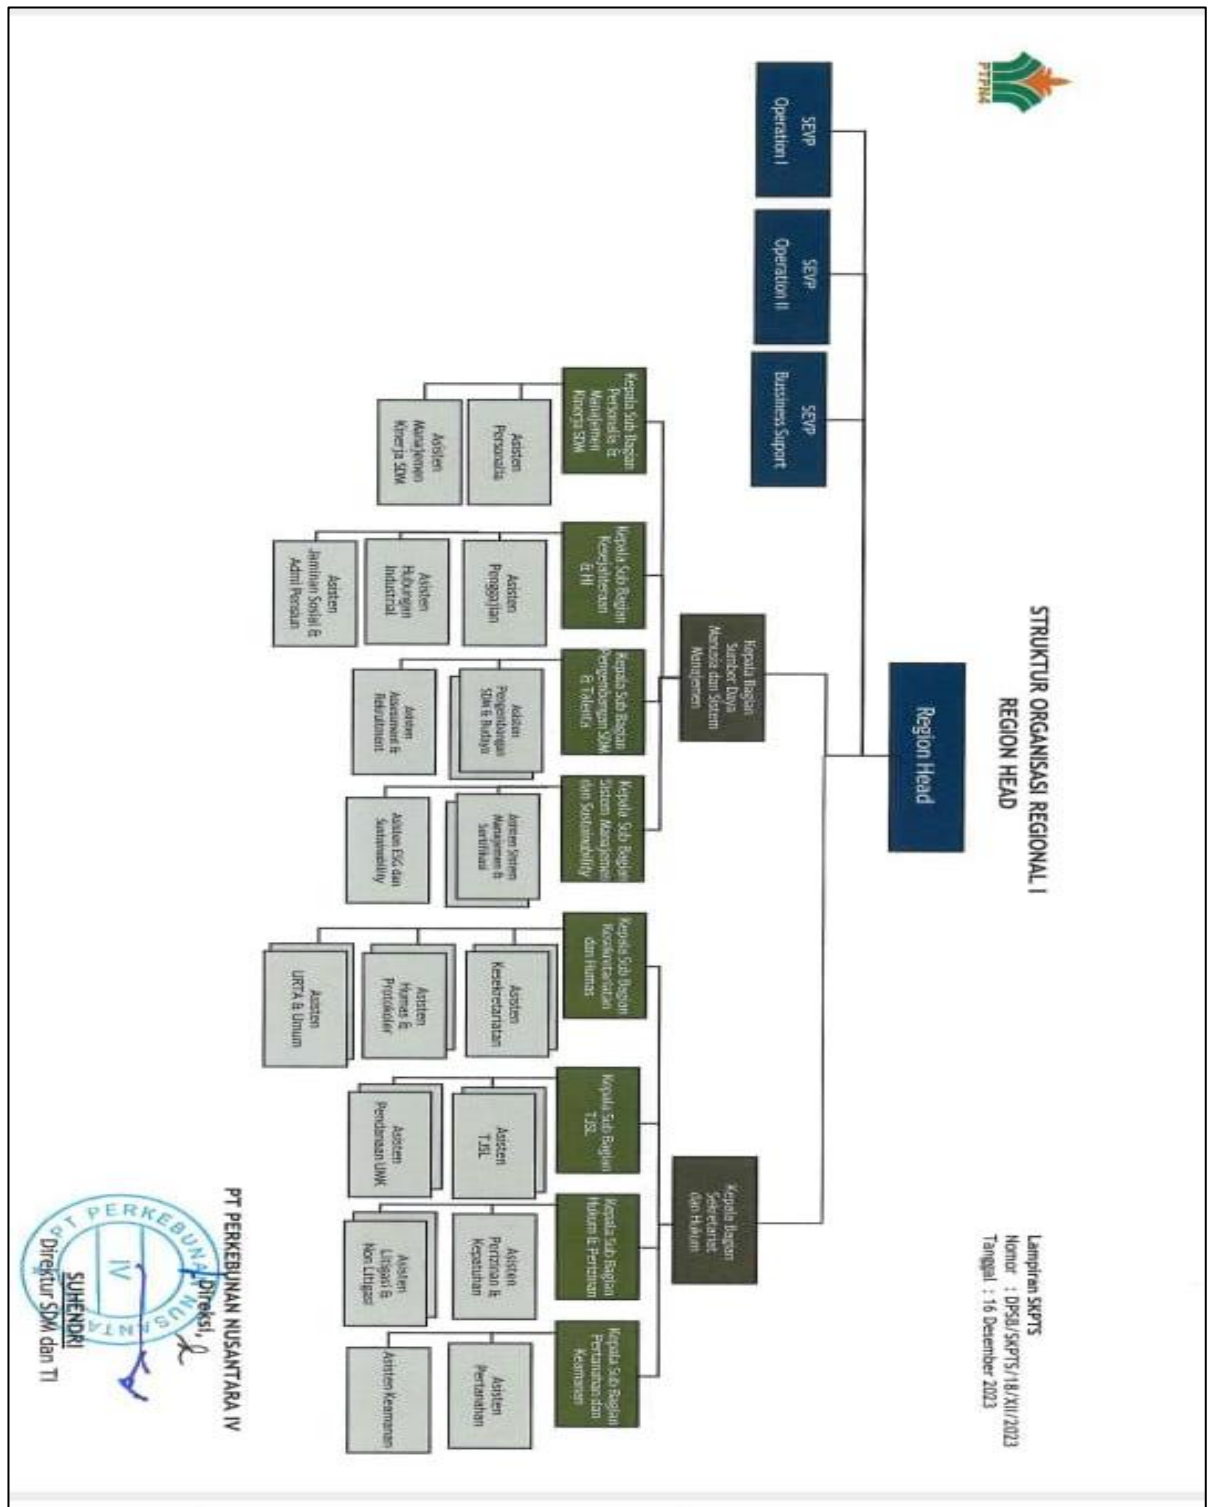 PTPN4
STRUKTUR ORGANISASI REGIONAL I
REGION HEAD
Lampiran SKPTS
Nomor : DPSB/SKPTS/18/XII/2023
Tanggal : 16 Desember 2023
Region Head
SEVP
Operation I
SEVP
Operation II
SEVP
Bussiness Suport
Kepala Bagian
Sumber Daya
Manusia dan Sistem
Manajemen
Kepala Bagian
Sekretariat
dan Hukum
Kepala Sub Bagian
Personalia &
Manajemen
Kinerja SDM
Kepala Sub Bagian
Kesejahteraan
& HI
Kepala Sub Bagian
Pengembangan SDM
& Talenta
Kepala Sub Bagian
Sistem Manajemen
dan Sustainability
Kepala Sub Bagian
Kesekretariatan
dan Humas
Kepala Sub Bagian
TJSL
Kepala Sub Bagian
Hukum & Perizinan
Kepala Sub Bagian
Pertanahan dan
Keamanan
Asisten
Personalia
Asisten
Manajemen
Kinerja SDM
Asisten
Penggajian
Asisten
Hubungan
Industrial
Asisten
Jaminan Sosial &
Admi Pensiun
Asisten
Pengembangan
SDM & Budaya
Asisten
Assessment &
Rekrutment
Asisten Sistem
Manajemen &
Sertifikasi
Asisten ESG dan
Sustainability
Asisten
Kesekretariatan
Asisten
Humas &
Protokoler
Asisten
URTA & Umum
Asisten
TJSL
Asisten
Pendanaan UMK
Asisten
Perizinan &
Kepatuhan
Asisten
Litigasi &
Non Litigasi
Asisten
Pertanahan
Asisten Keamanan
PT PERKEBUNAN NUSANTARA IV
Direksi,
PT PERKEBUNAN NUSANTARA
IV
SUHENDRI
Direktur SDM dan TI